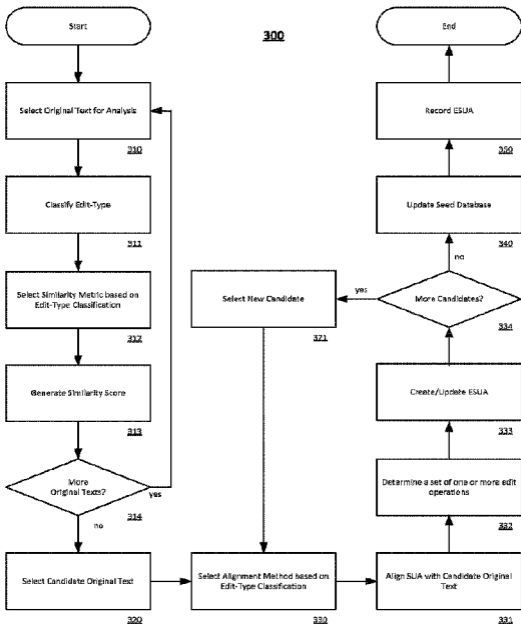 Start
300
End
Select Original Text for Analysis
310
Record ESUA
360
Classify Edit-Type
311
Update Seed Database
340
no
Select Similarity Metric based on
Edit-Type Classification
312
Select New Candidate
321
yes
More Candidates?
334
Generate Similarity Score
313
Create/Update ESUA
333
More
Original Texts?
yes
314
no
Determine a set of one or more edit
operations
332
Select Candidate Original Text
320
Select Alignment Method based on
Edit-Type Classification
330
Align SUA with Candidate Original
Text
331